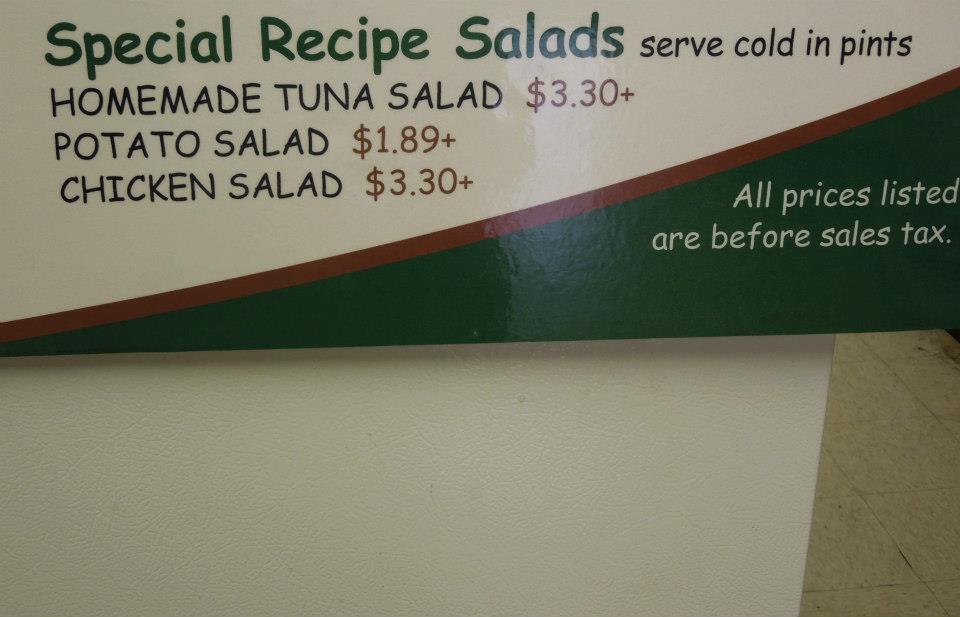 Special Recipe Salads serve cold in pints
HOMEMADE TUNA SALAD $3.30+
POTATO SALAD $1.89+
CHICKEN SALAD $3.30+
All prices listed
are before sales tax.